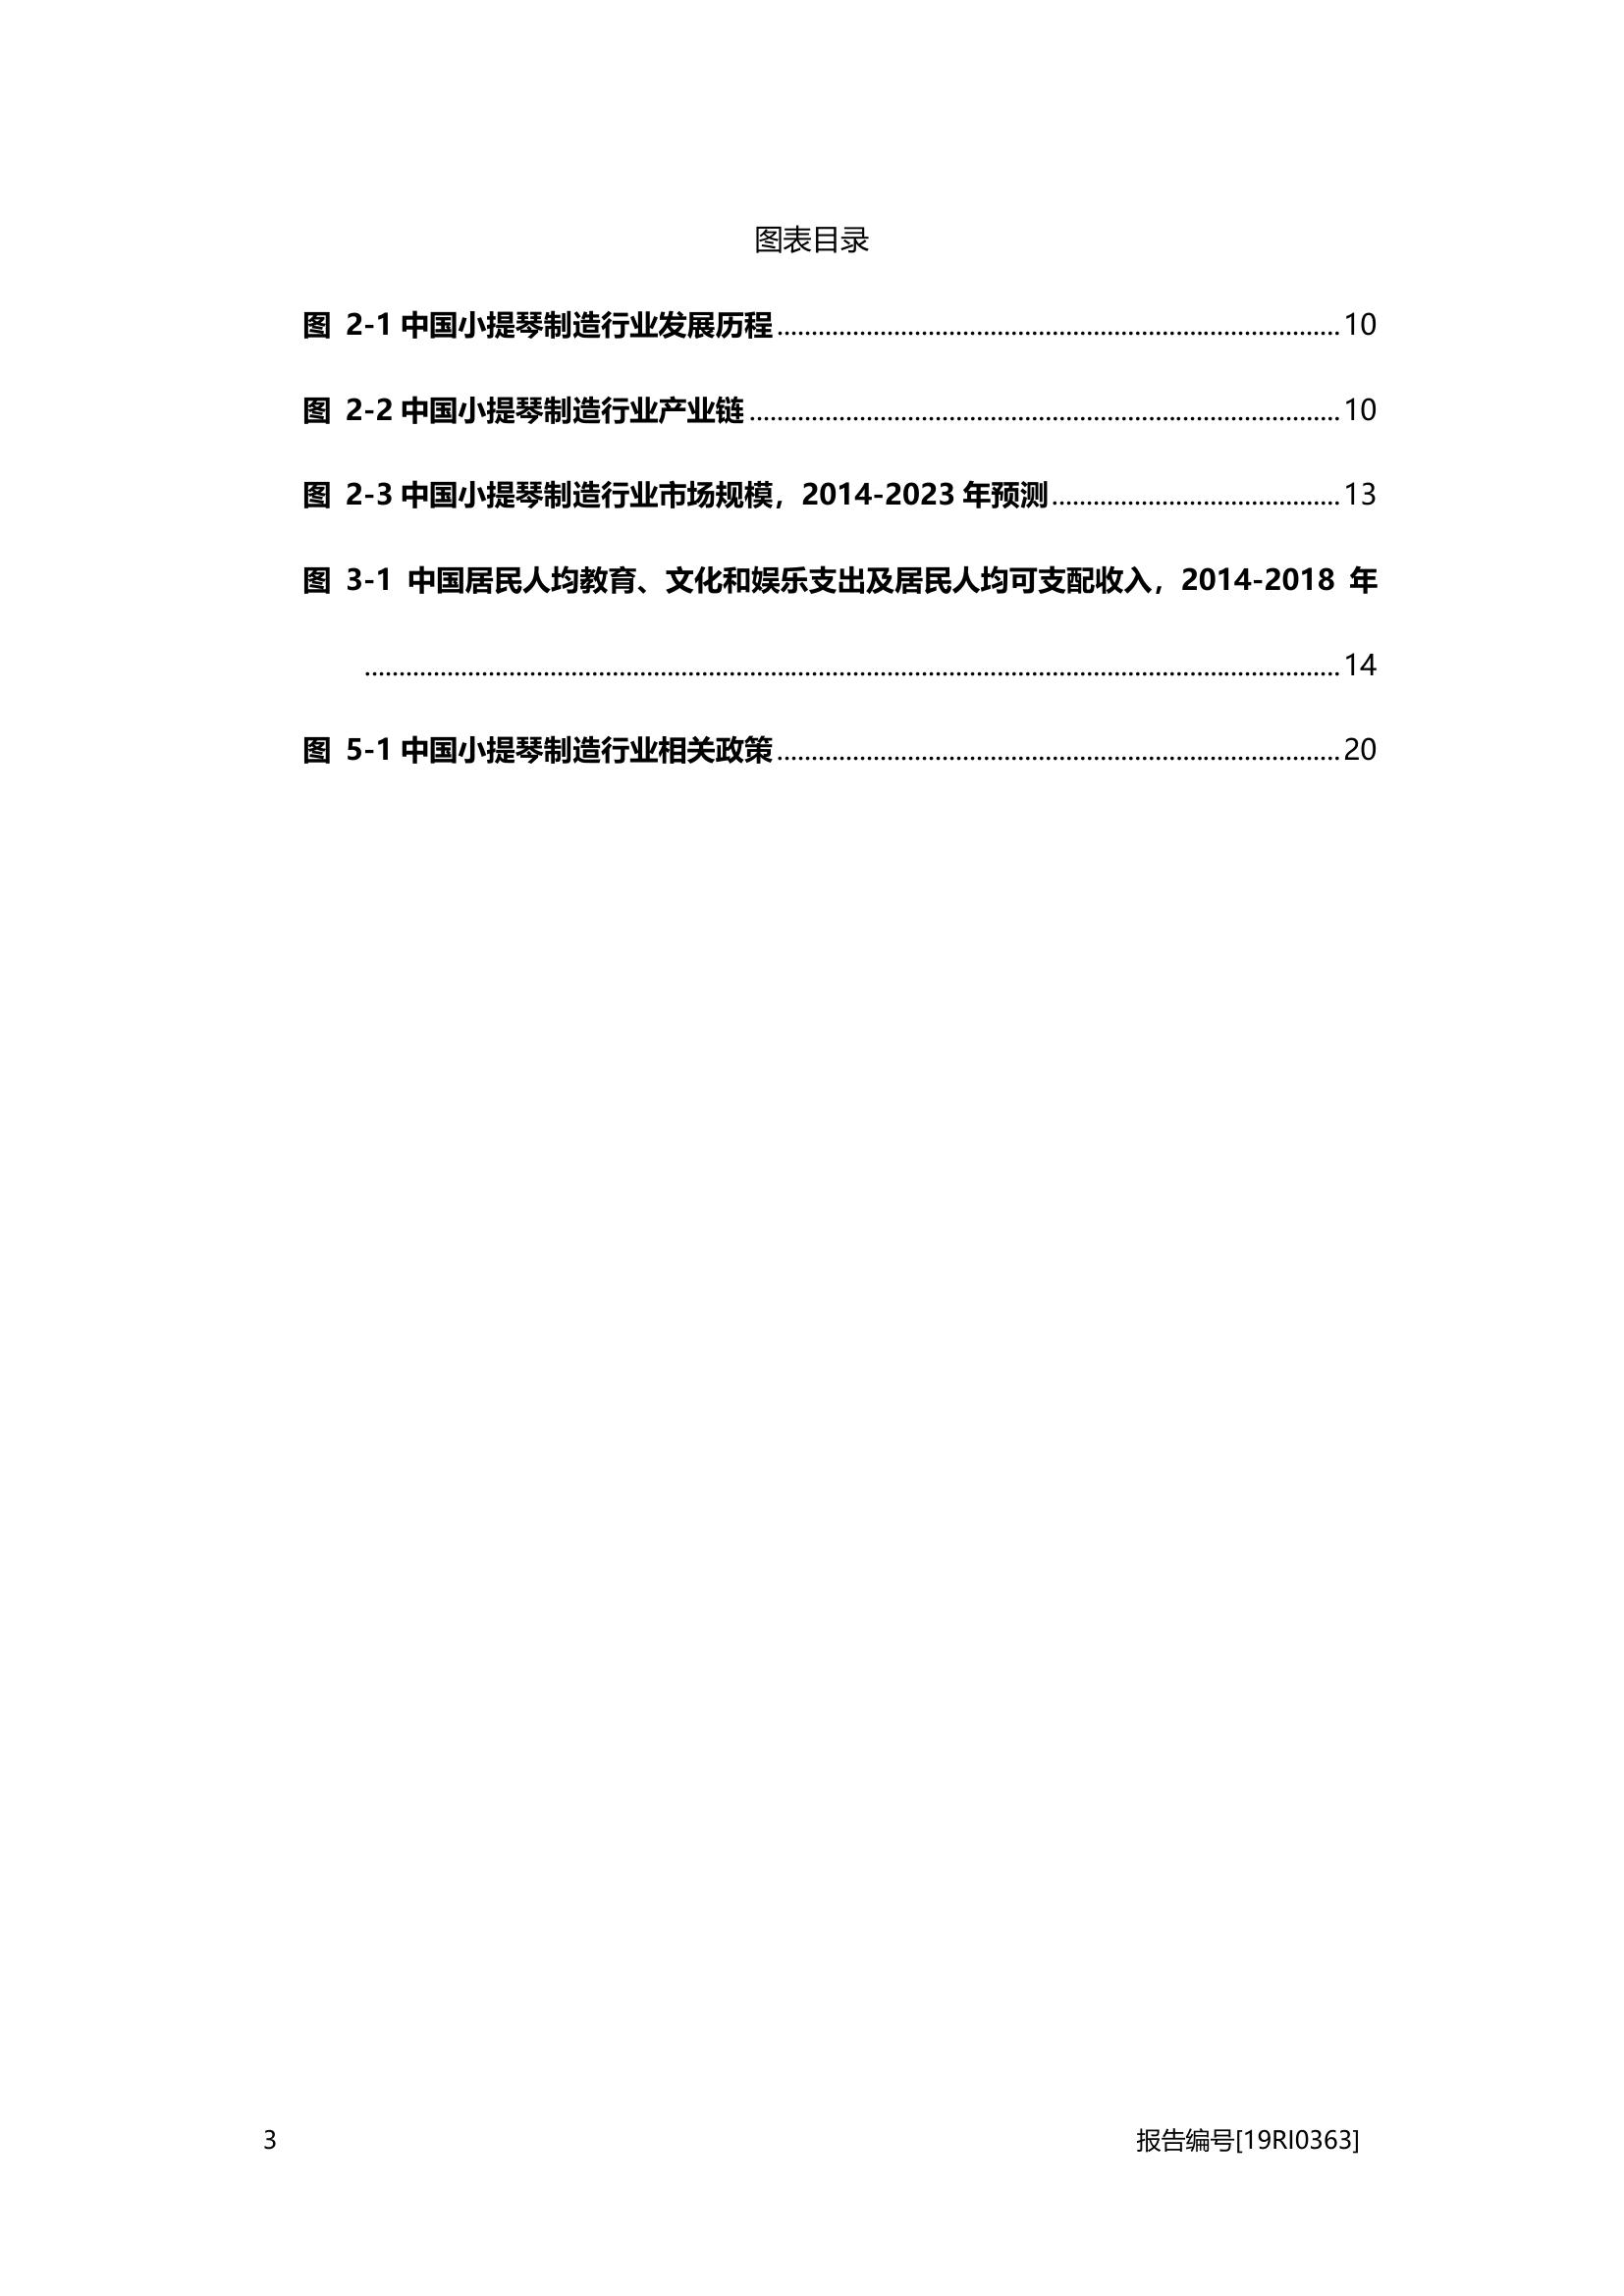 图表目录
图 2-1 中国小提琴制造行业发展历程........................................10
图 2-2 中国小提琴制造行业产业链........................................10
图 2-3 中国小提琴制造行业市场规模，2014-2023 年预测........................................13
图 3-1 中国居民人均教育、文化和娱乐支出及居民人均可支配收入，2014-2018 年
........................................14
图 5-1 中国小提琴制造行业相关政策........................................20
3 报告编号[19RI0363]